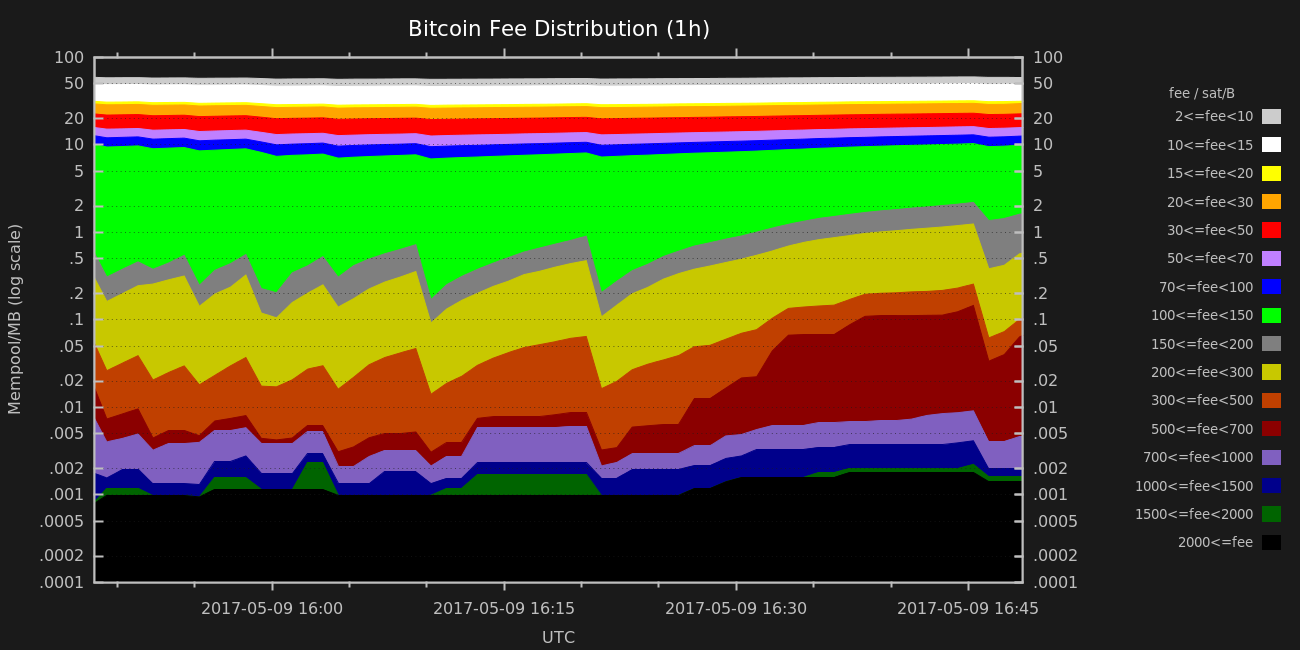 Bitcoin Fee Distribution (1h)
Mempool/MB (log scale)
100
50
20
10
5
2
1
.5
.2
.1
.05
.02
.01
.005
.002
.001
.0005
.0002
.0001
100
50
20
10
5
2
1
.5
.2
.1
.05
.02
.01
.005
.002
.001
.0005
.0002
.0001
2017-05-09 16:00
2017-05-09 16:15
2017-05-09 16:30
2017-05-09 16:45
UTC
fee / sat/B
2<=fee<10
10<=fee<15
15<=fee<20
20<=fee<30
30<=fee<50
50<=fee<70
70<=fee<100
100<=fee<150
150<=fee<200
200<=fee<300
300<=fee<500
500<=fee<700
700<=fee<1000
1000<=fee<1500
1500<=fee<2000
2000<=fee